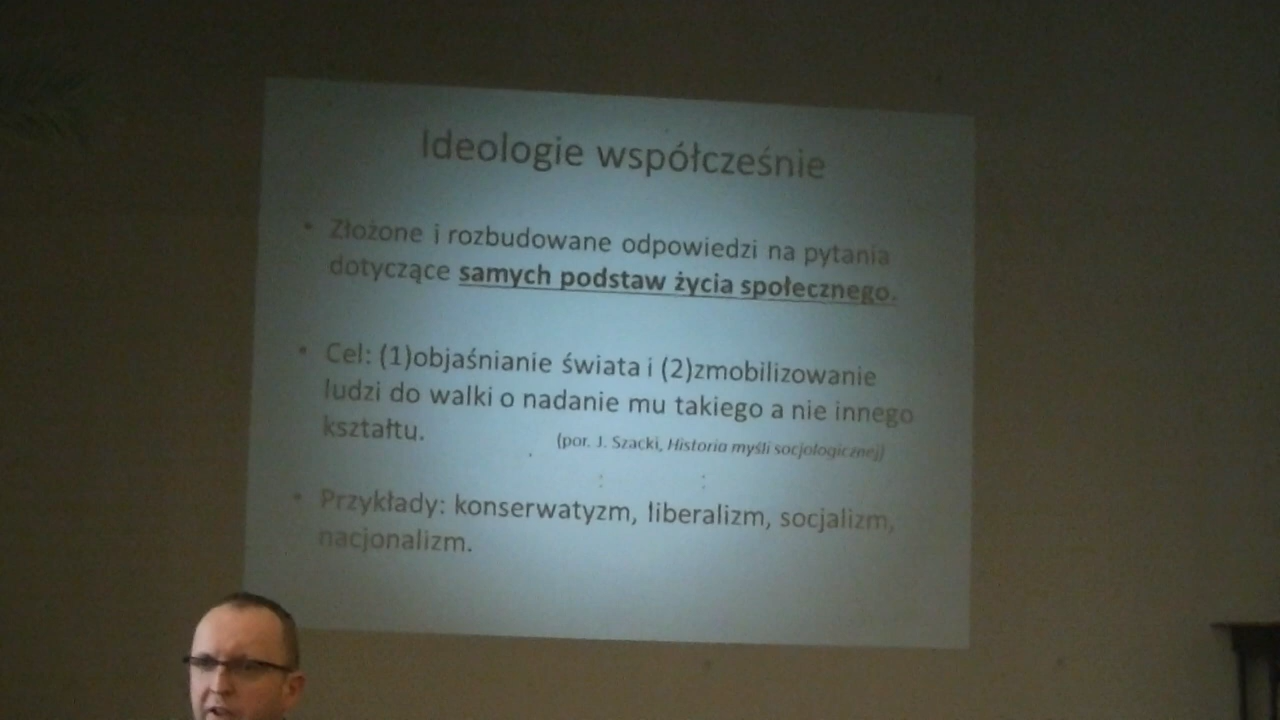 Ideologie współcześnie
• Złożone i rozbudowane odpowiedzi na pytania
dotyczące samych podstaw życia społecznego.
• Cel: (1)objaśnianie świata i (2)zmobilizowanie
ludzi do walki o nadanie mu takiego a nie innego
kształtu.
(por. J. Szacki, Historia myśli socjologicznej)
• Przykłady: konserwatyzm, liberalizm, socjalizm,
nacjonalizm.